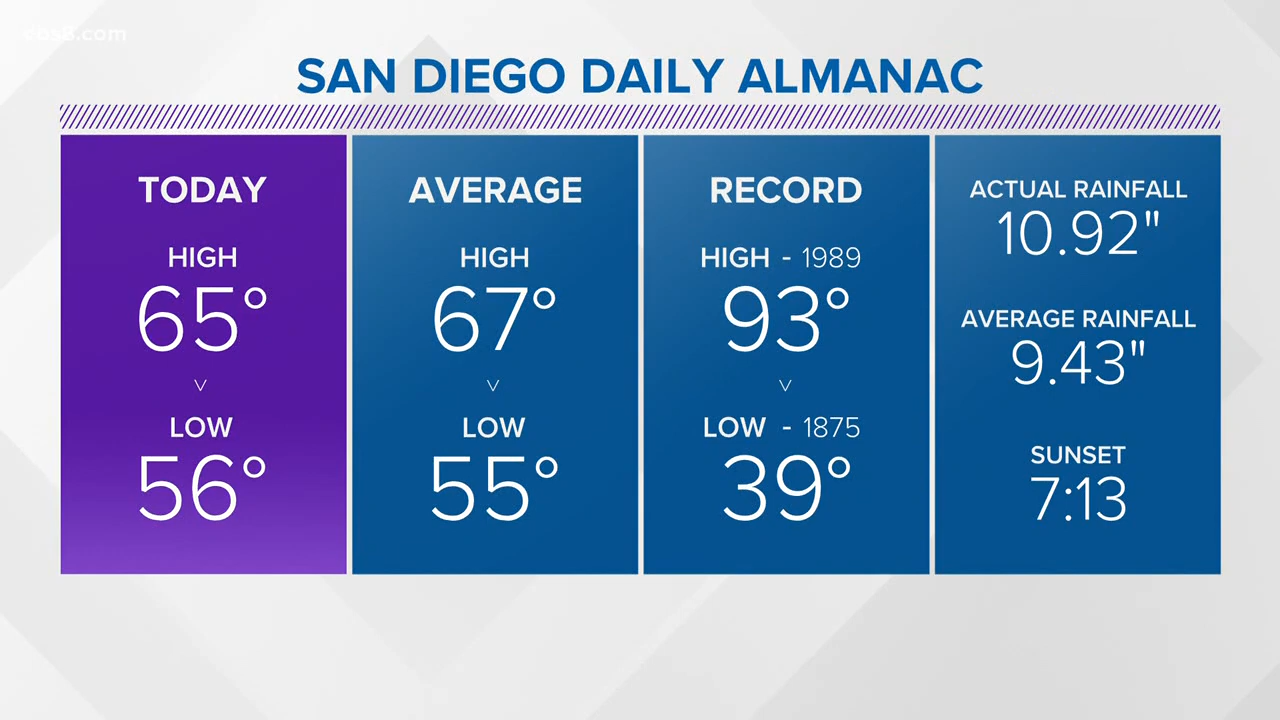 cbs8.com
SAN DIEGO DAILY ALMANAC
TODAY
HIGH
65°
LOW
56°
AVERAGE
HIGH
67°
LOW
55°
RECORD
HIGH - 1989
93°
LOW - 1875
39°
ACTUAL RAINFALL
10.92"
AVERAGE RAINFALL
9.43"
SUNSET
7:13